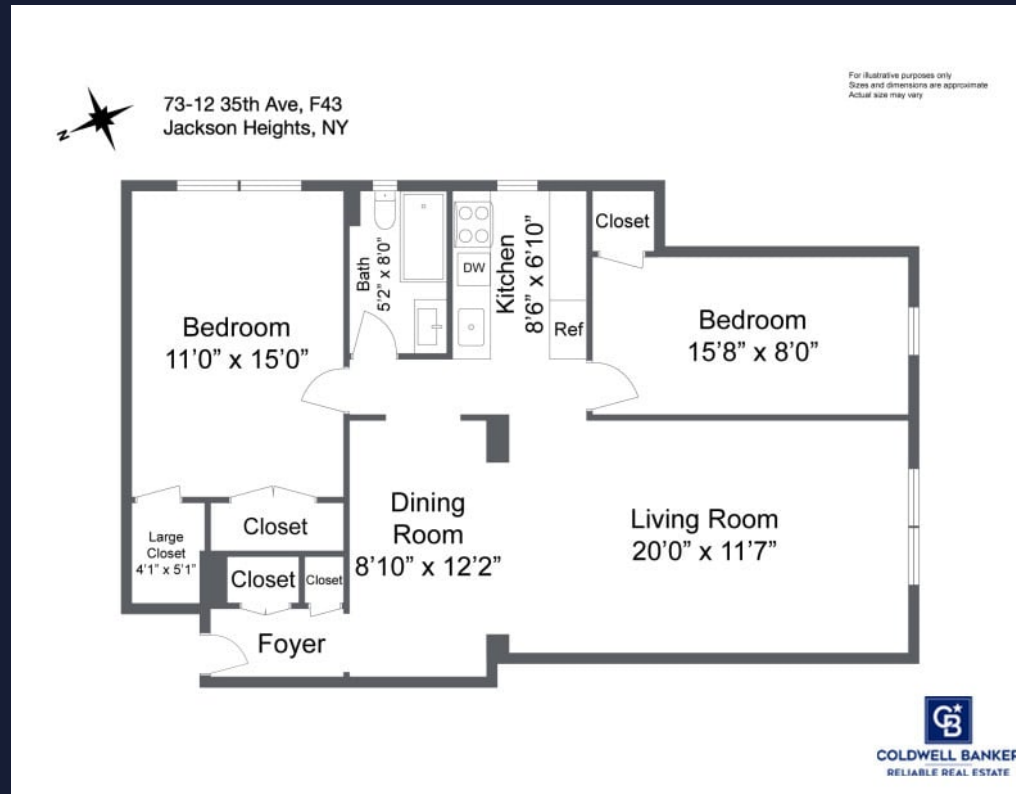 For illustrative purposes only
Sizes and dimensions are approximate
Actual size may vary
N
73-12 35th Ave, F43
Jackson Heights, NY
Closet
Bath
5'2" x 8'0"
Kitchen
8'6" x 6'10"
DW
Ref
Bedroom
11'0" x 15'0"
Bedroom
15'8" x 8'0"
Dining
Room
8'10" x 12'2"
Living Room
20'0" x 11'7"
Large
Closet
4'1" x 5'1"
Closet
Closet
Closet
Foyer
CB
COLDWELL BANKER
RELIABLE REAL ESTATE